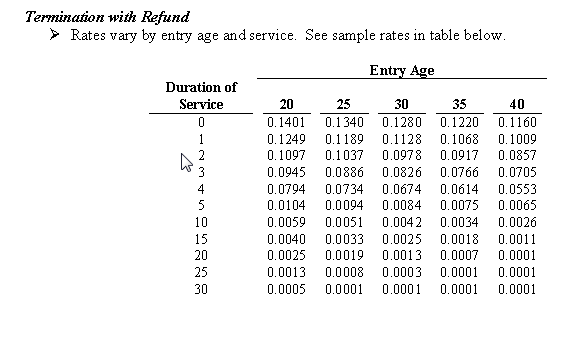 Termination with Refund
➤ Rates vary by entry age and service. See sample rates in table below.
Entry Age
Duration of
Service 20 25 30 35 40
0 0.1401 0.1340 0.1280 0.1220 0.1160
1 0.1249 0.1189 0.1128 0.1068 0.1009
2 0.1097 0.1037 0.0978 0.0917 0.0857
3 0.0945 0.0886 0.0826 0.0766 0.0705
4 0.0794 0.0734 0.0674 0.0614 0.0553
5 0.0104 0.0094 0.0084 0.0075 0.0065
10 0.0059 0.0051 0.0042 0.0034 0.0026
15 0.0040 0.0033 0.0025 0.0018 0.0011
20 0.0025 0.0019 0.0013 0.0007 0.0001
25 0.0013 0.0008 0.0003 0.0001 0.0001
30 0.0005 0.0001 0.0001 0.0001 0.0001